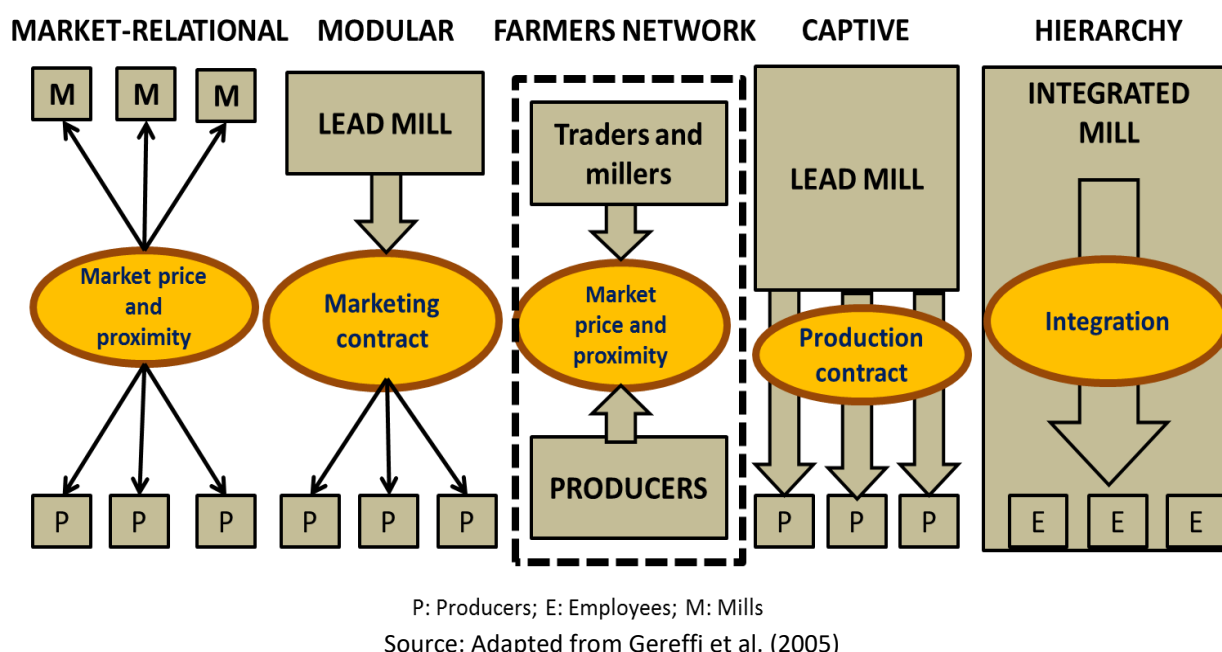 MARKET-RELATIONAL
MODULAR
FARMERS NETWORK
CAPTIVE
HIERARCHY
M
M
M
Market price
and
proximity
P
P
P
LEAD MILL
Marketing
contract
P
P
P
Traders and
millers
Market
price and
proximity
PRODUCERS
LEAD MILL
Production
contract
P
P
P
INTEGRATED
MILL
Integration
E
E
E
P: Producers; E: Employees; M: Mills
Source: Adapted from Gereffi et al. (2005)